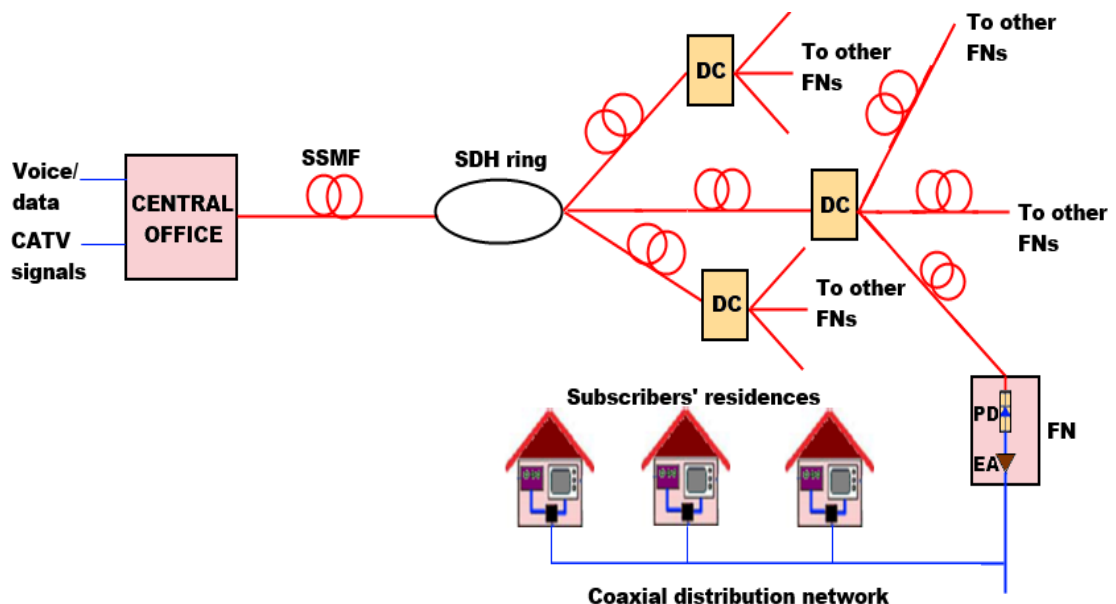 To other
FNs
DC
To other
FNs
SSMF
SDH ring
Voice/
data
CENTRAL
OFFICE
CATV
signals
DC
To other
FNs
DC
To other
FNs
Subscribers' residences
PD
FN
EA
Coaxial distribution network